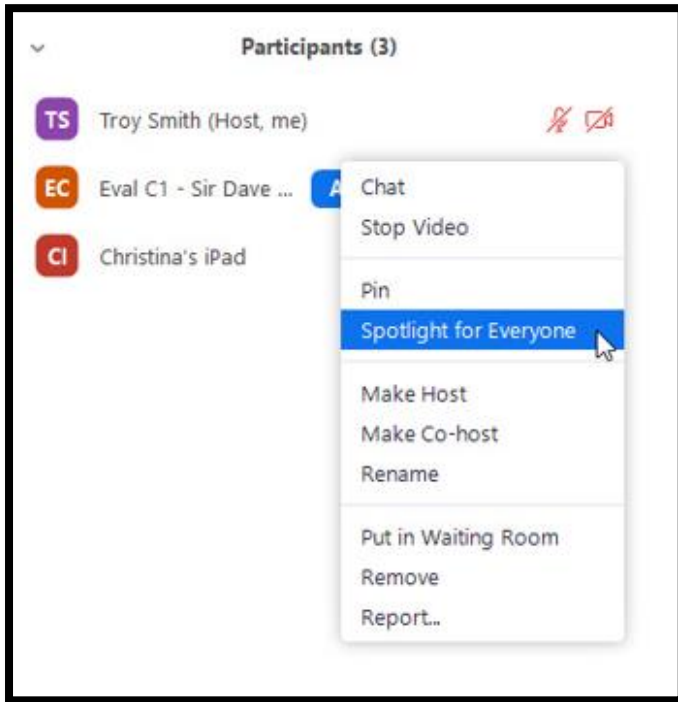 Participants (3)
TS Troy Smith (Host, me)
EC Eval C1 - Sir Dave ... A
CI Christina's iPad
Chat
Stop Video
Pin
Spotlight for Everyone
Make Host
Make Co-host
Rename
Put in Waiting Room
Remove
Report...